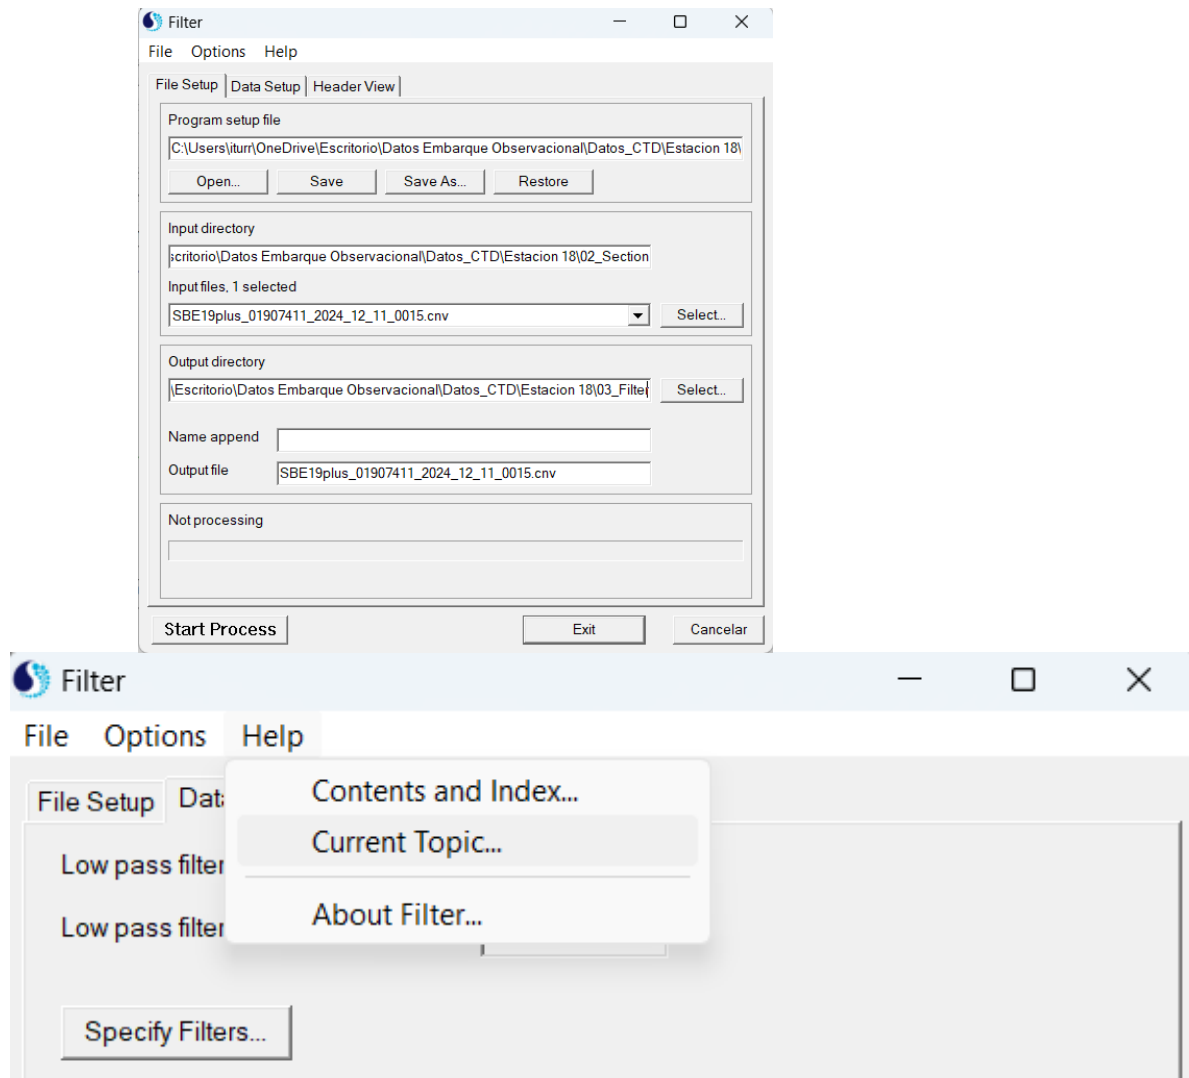 Filter
File Options Help
File Setup Data Setup Header View
Program setup file
C:\Users\iturr\OneDrive\Escritorio\Datos Embarque Observacional\Datos_CTD\Estacion 18\
Open... Save Save As... Restore
Input directory
scritorio\Datos Embarque Observacional\Datos_CTD\Estacion 18\02_Section
Input files, 1 selected
SBE19plus_01907411_2024_12_11_0015.cnv Select...
Output directory
\Escritorio\Datos Embarque Observacional\Datos_CTD\Estacion 18\03_Filter Select...
Name append
Output file SBE19plus_01907411_2024_12_11_0015.cnv
Not processing
Start Process Exit Cancelar
Filter
File Options Help
File Setup Dat
Contents and Index...
Current Topic...
About Filter...
Low pass filter
Low pass filter
Specify Filters...